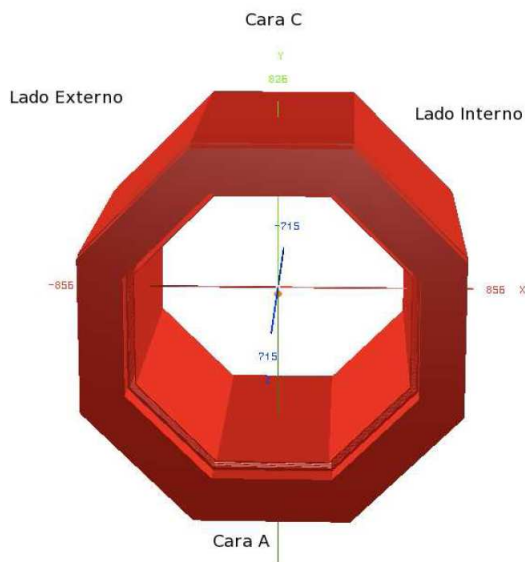 Cara C
Y
826
Lado Externo
Lado Interno
-715
-856
856 X
715
Z
Cara A